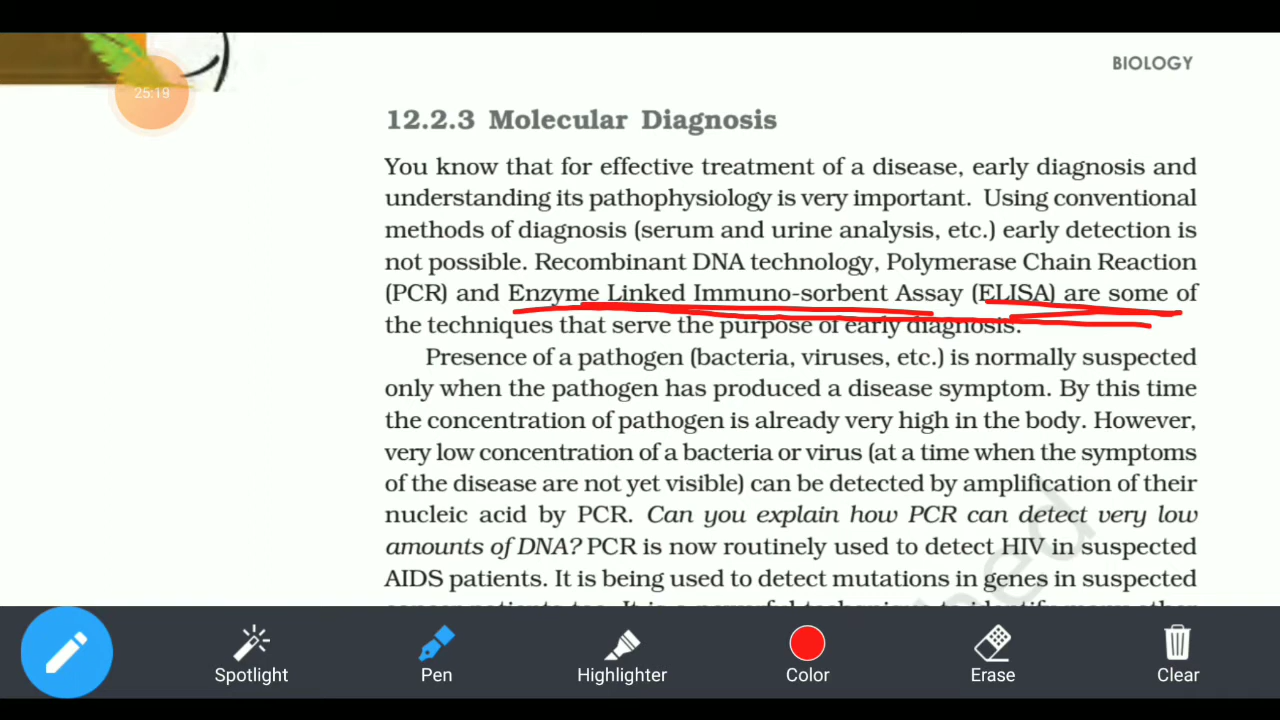 BIOLOGY
25:19
12.2.3 Molecular Diagnosis
You know that for effective treatment of a disease, early diagnosis and
understanding its pathophysiology is very important. Using conventional
methods of diagnosis (serum and urine analysis, etc.) early detection is
not possible. Recombinant DNA technology, Polymerase Chain Reaction
(PCR) and Enzyme Linked Immuno-sorbent Assay (ELISA) are some of
the techniques that serve the purpose of early diagnosis.
Presence of a pathogen (bacteria, viruses, etc.) is normally suspected
only when the pathogen has produced a disease symptom. By this time
the concentration of pathogen is already very high in the body. However,
very low concentration of a bacteria or virus (at a time when the symptoms
of the disease are not yet visible) can be detected by amplification of their
nucleic acid by PCR. Can you explain how PCR can detect very low
amounts of DNA? PCR is now routinely used to detect HIV in suspected
AIDS patients. It is being used to detect mutations in genes in suspected
Spotlight
Pen
Highlighter
Color
Erase
Clear